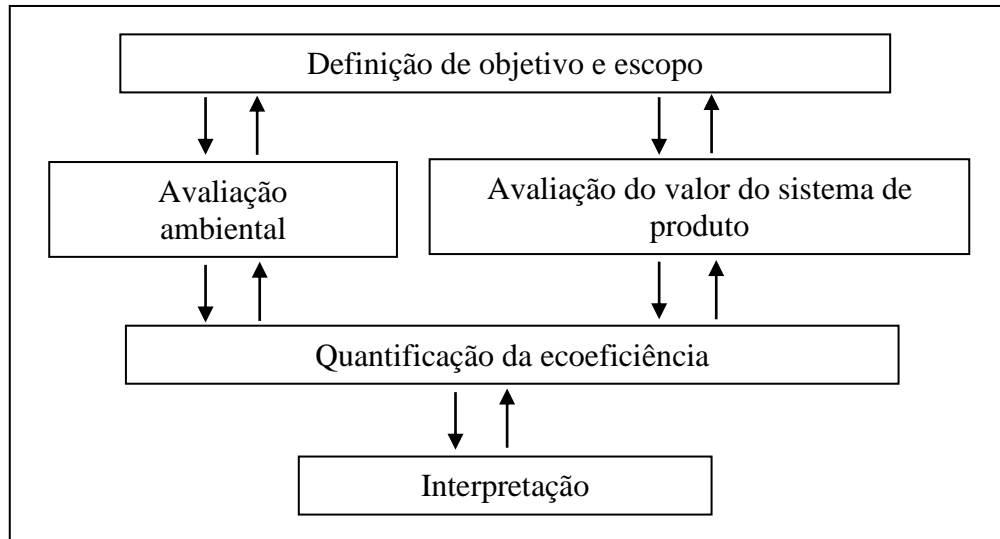 Definição de objetivo e escopo
Avaliação
ambiental
Avaliação do valor do sistema de
produto
Quantificação da ecoeficiência
Interpretação